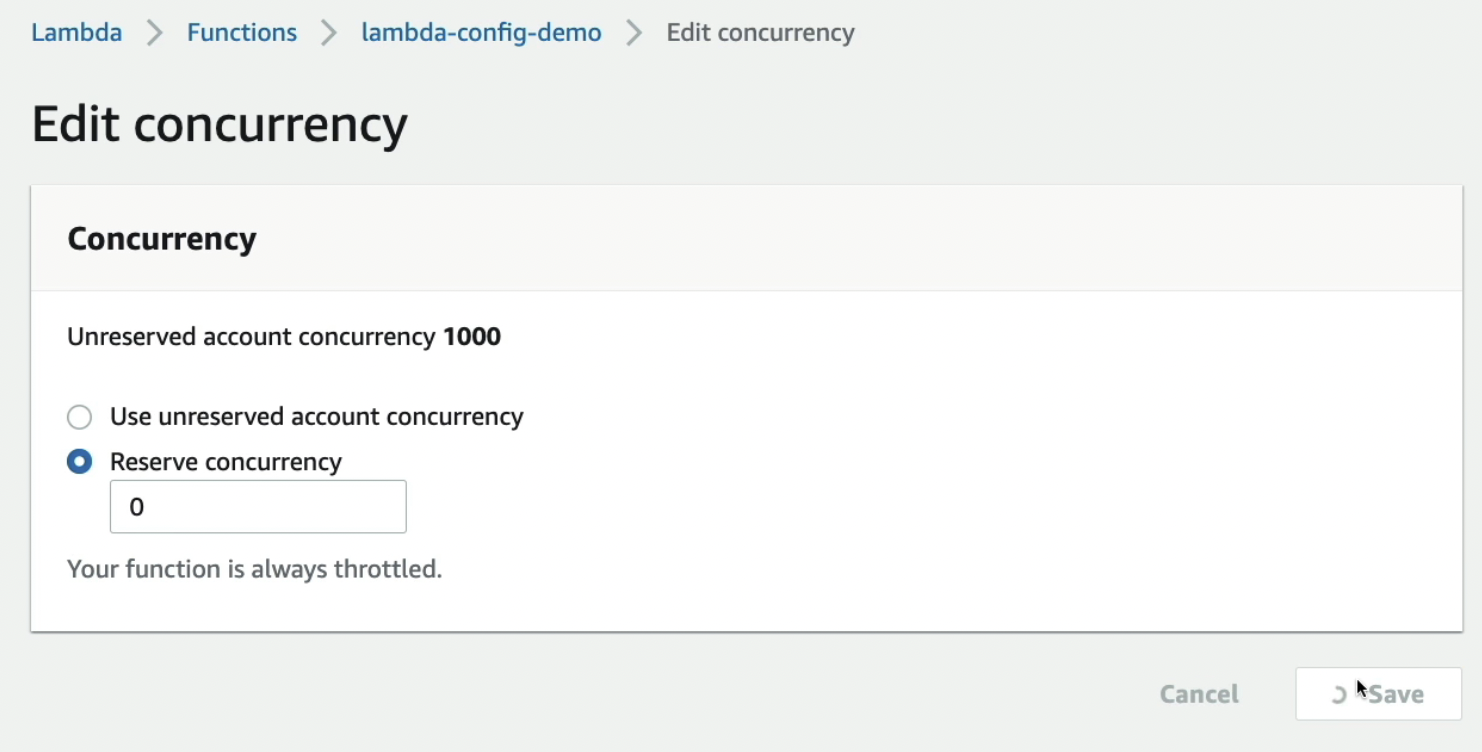 Lambda Functions lambda-config-demo Edit concurrency
Edit concurrency
Concurrency
Unreserved account concurrency 1000
Use unreserved account concurrency
Reserve concurrency
0
Your function is always throttled.
Cancel Save